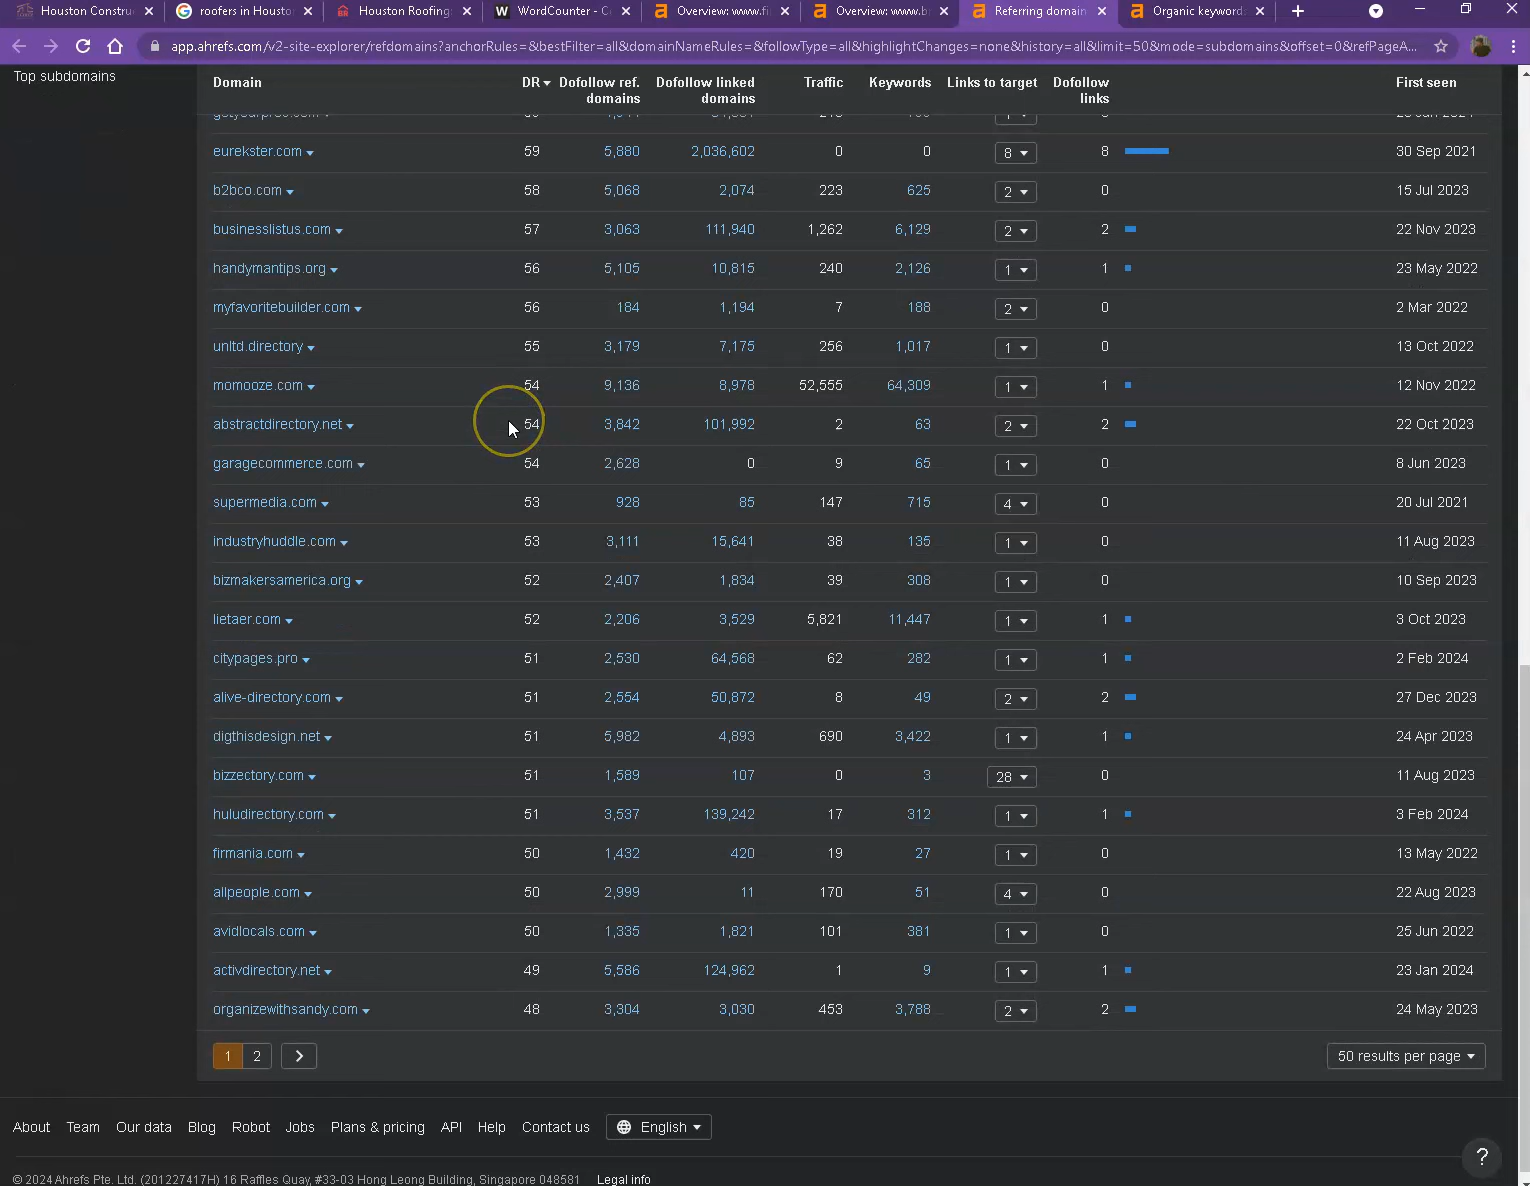 Houston Constru
roofers in Housto
Houston Roofing
WordCounter - C
Overview: www.fi
Overview: www.b
Referring domain
Organic keyword
app.ahrefs.com/v2-site-explorer/refdomains?anchorRules=&bestFilter=all&domainNameRules=&followType=all&highlightChanges=none&history=all&limit=50&mode=subdomains&offset=0&refPageA...
Top subdomains
Domain DR Dofollow ref. domains Dofollow linked domains Traffic Keywords Links to target Dofollow links First seen
eurekster.com 59 5,880 2,036,602 0 0 8 8 30 Sep 2021
b2bco.com 58 5,068 2,074 223 625 2 0 15 Jul 2023
businesslistus.com 57 3,063 111,940 1,262 6,129 2 2 22 Nov 2023
handymantips.org 56 5,105 10,815 240 2,126 1 1 23 May 2022
myfavoritebuilder.com 56 184 1,194 7 188 2 0 2 Mar 2022
unltd.directory 55 3,179 7,175 256 1,017 1 0 13 Oct 2022
momooze.com 54 9,136 8,978 52,555 64,309 1 1 12 Nov 2022
abstractdirectory.net 54 3,842 101,992 2 63 2 2 22 Oct 2023
garagecommerce.com 54 2,628 0 9 65 1 0 8 Jun 2023
supermedia.com 53 928 85 147 715 4 0 20 Jul 2021
industryhuddle.com 53 3,111 15,641 38 135 1 0 11 Aug 2023
bizmakersamerica.org 52 2,407 1,834 39 308 1 0 10 Sep 2023
lietaer.com 52 2,206 3,529 5,821 11,447 1 1 3 Oct 2023
citypages.pro 51 2,530 64,568 62 282 1 1 2 Feb 2024
alive-directory.com 51 2,554 50,872 8 49 2 2 27 Dec 2023
digthisdesign.net 51 5,982 4,893 690 3,422 1 1 24 Apr 2023
bizzectory.com 51 1,589 107 0 3 28 0 11 Aug 2023
huludirectory.com 51 3,537 139,242 17 312 1 1 3 Feb 2024
firmania.com 50 1,432 420 19 27 1 0 13 May 2022
allpeople.com 50 2,999 11 170 51 4 0 22 Aug 2023
avidlocals.com 50 1,335 1,821 101 381 1 0 25 Jun 2022
activdirectory.net 49 5,586 124,962 1 9 1 1 23 Jan 2024
organizewithsandy.com 48 3,304 3,030 453 3,788 2 2 24 May 2023
1 2 50 results per page
About Team Our data Blog Robot Jobs Plans & pricing API Help Contact us English
?
© 2024 Ahrefs Pte. Ltd. (201227417H) 16 Raffles Quay, #33-03 Hong Leong Building, Singapore 048581 Legal info